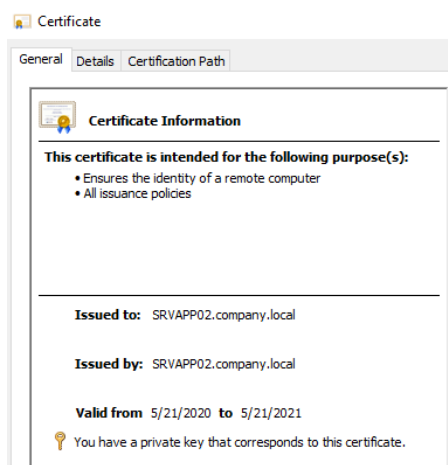 Certificate
General Details Certification Path
Certificate Information
This certificate is intended for the following purpose(s):
• Ensures the identity of a remote computer
• All issuance policies
Issued to: SRVAPP02.company.local
Issued by: SRVAPP02.company.local
Valid from 5/21/2020 to 5/21/2021
You have a private key that corresponds to this certificate.